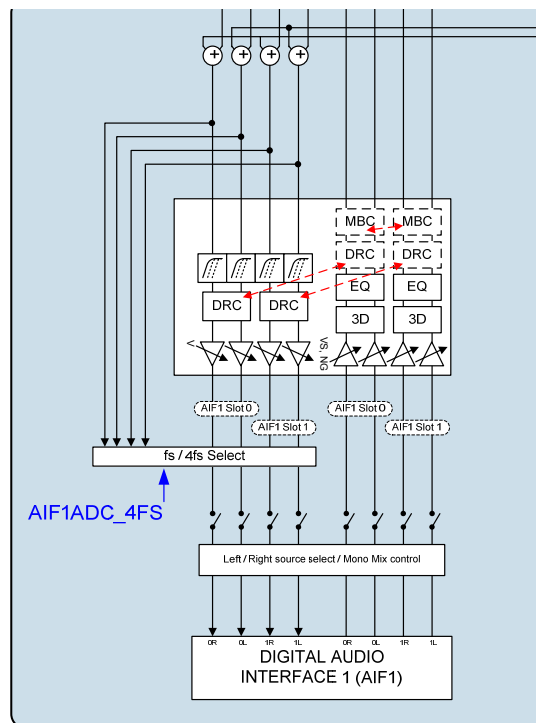 + + + +
MBC MBC
DRC DRC
EQ EQ
DRC DRC
3D 3D
V
VS, NG
AIF1 Slot 0 AIF1 Slot 0
AIF1 Slot 1 AIF1 Slot 1
fs / 4fs Select
AIF1ADC_4FS
Left / Right source select / Mono Mix control
0R 0L 1R 1L 0R 0L 1R 1L
DIGITAL AUDIO
INTERFACE 1 (AIF1)